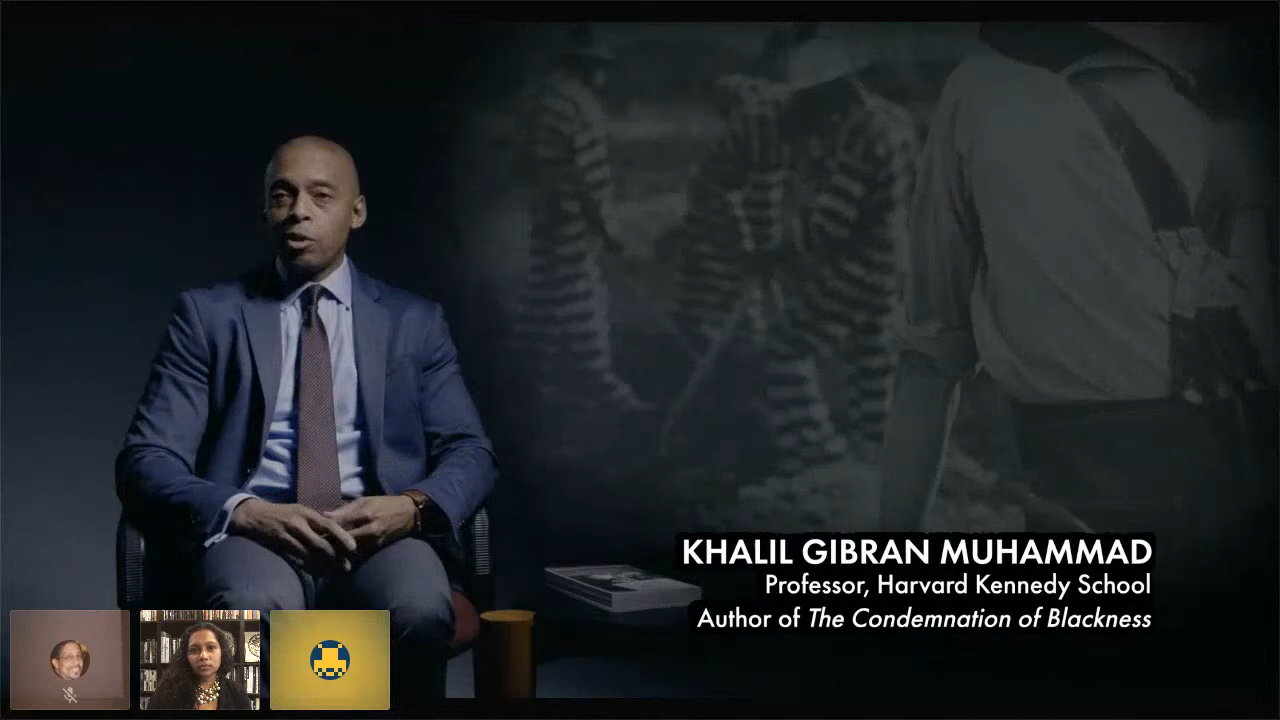 KHALIL GIBRAN MUHAMMAD
Professor, Harvard Kennedy School
Author of The Condemnation of Blackness